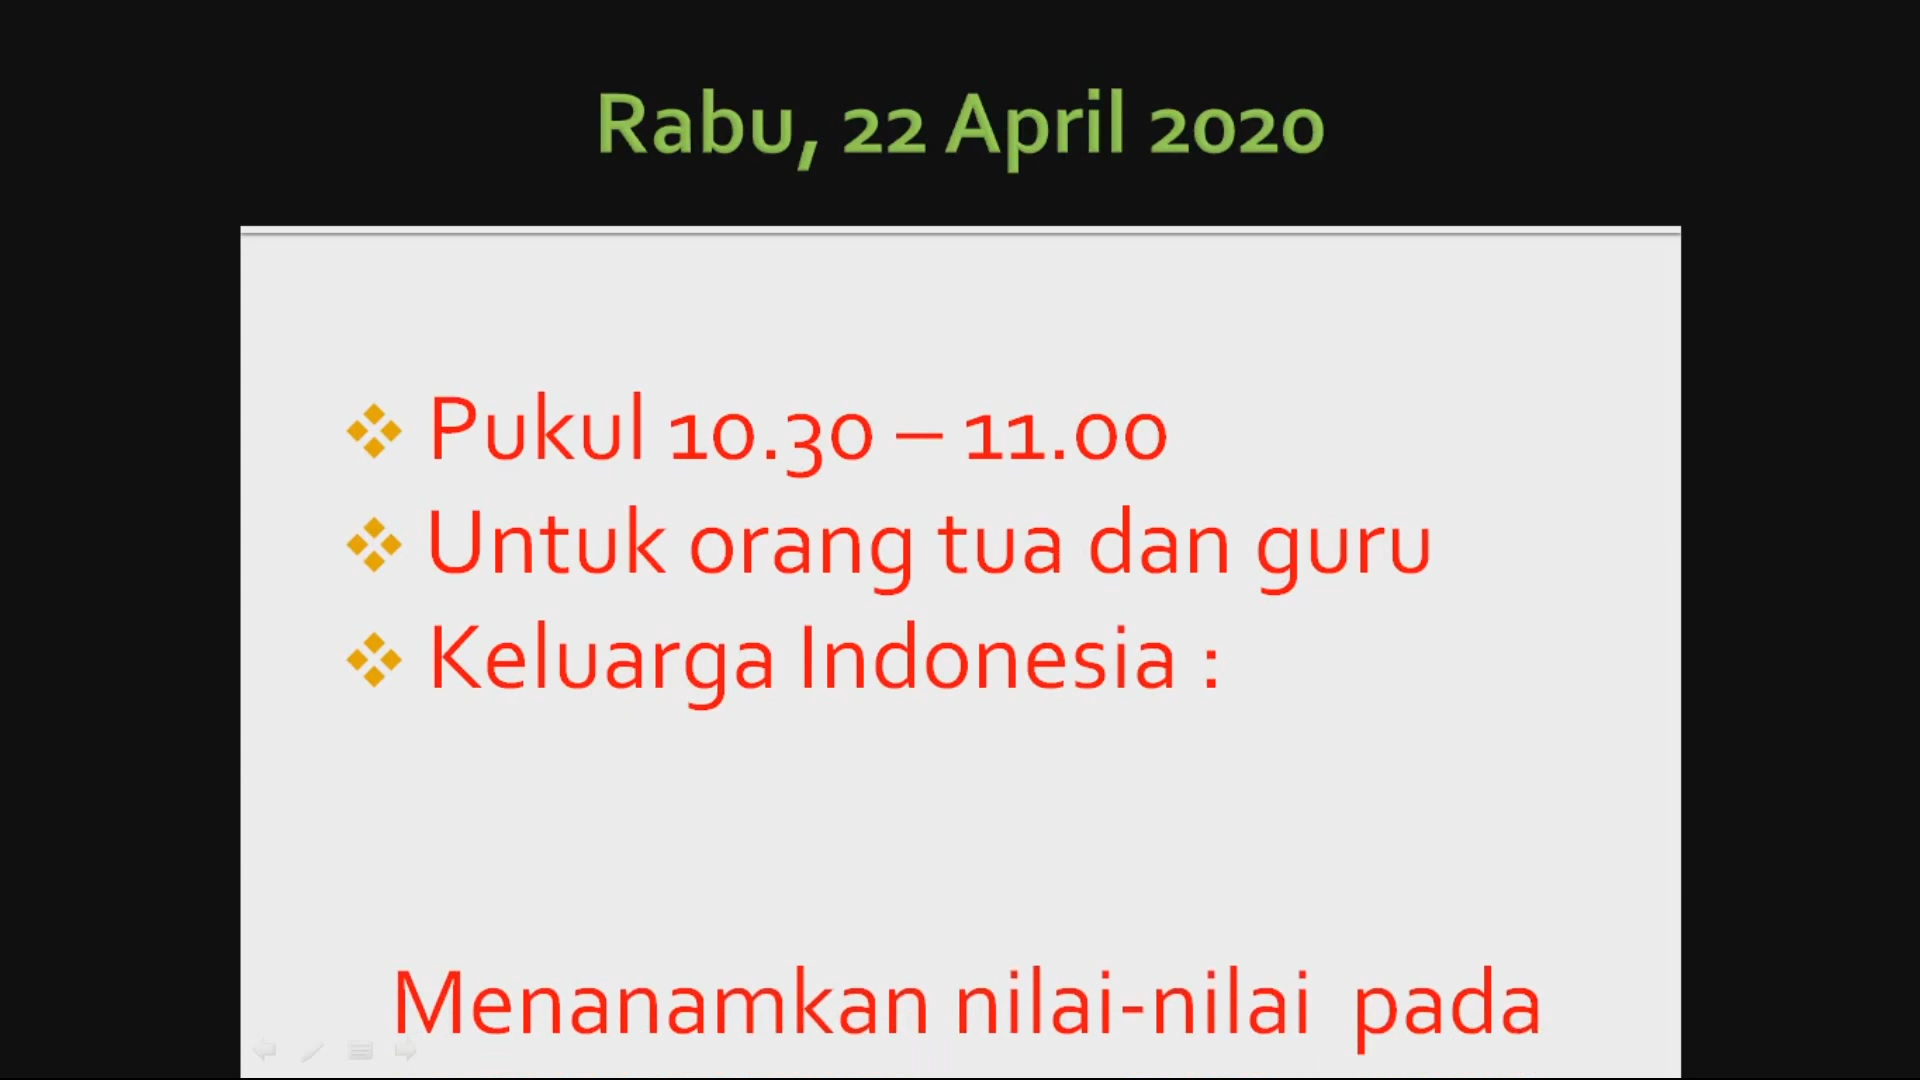 Rabu, 22 April 2020
Pukul 10.30 – 11.00
Untuk orang tua dan guru
Keluarga Indonesia :
Menanamkan nilai-nilai pada